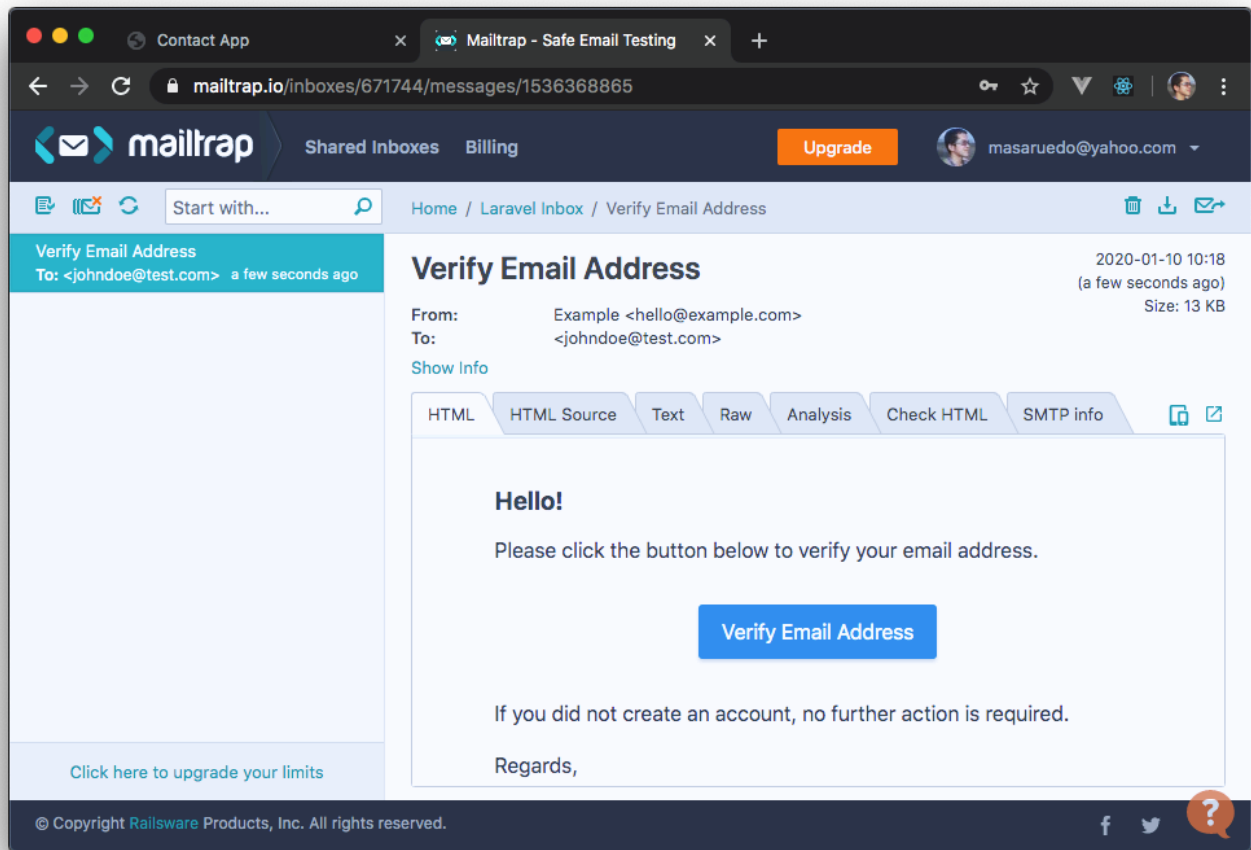 Contact App
Mailtrap - Safe Email Testing
mailtrap.io/inboxes/671744/messages/1536368865
mailtrap Shared Inboxes Billing Upgrade masaruedo@yahoo.com
Start with...
Home / Laravel Inbox / Verify Email Address
Verify Email Address
To: <johndoe@test.com> a few seconds ago
Verify Email Address
2020-01-10 10:18
(a few seconds ago)
Size: 13 KB
From: Example <hello@example.com>
To: <johndoe@test.com>
Show Info
HTML HTML Source Text Raw Analysis Check HTML SMTP info
Hello!
Please click the button below to verify your email address.
Verify Email Address
If you did not create an account, no further action is required.
Regards,
Click here to upgrade your limits
© Copyright Railsware Products, Inc. All rights reserved.